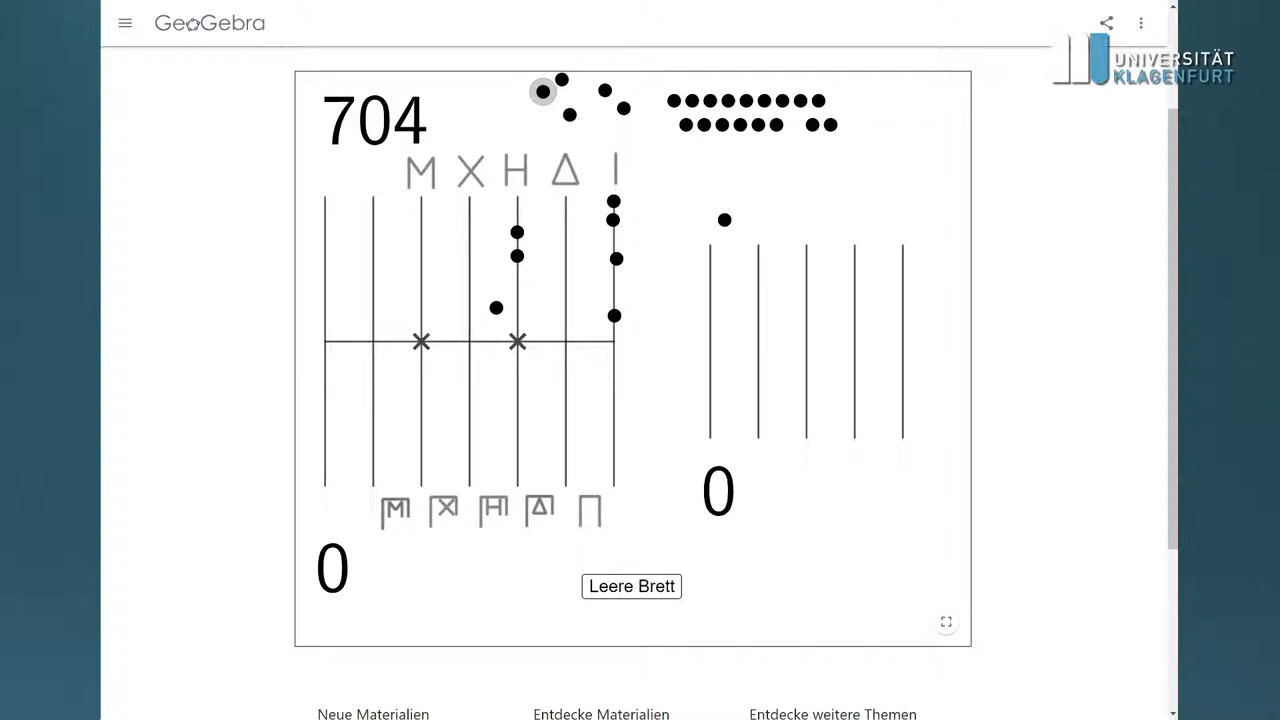 GeoGebra
UNIVERSITÄT
KLAGENFURT
704
Μ Χ Η Δ Ι
0
0
Leere Brett
Neue Materialien
Entdecke Materialien
Entdecke weitere Themen